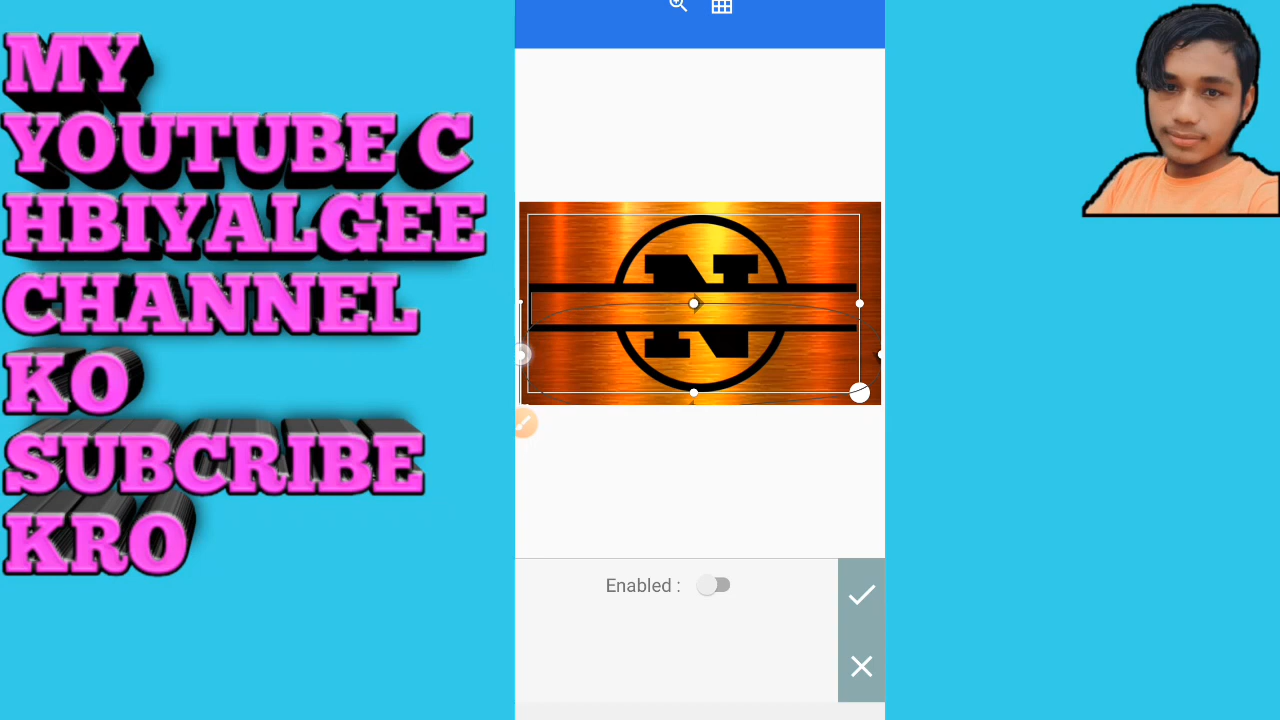 MY
YOUTUBE C
HBIYALGEE
CHANNEL
KO
SUBCRIBE
KRO
N
Enabled :